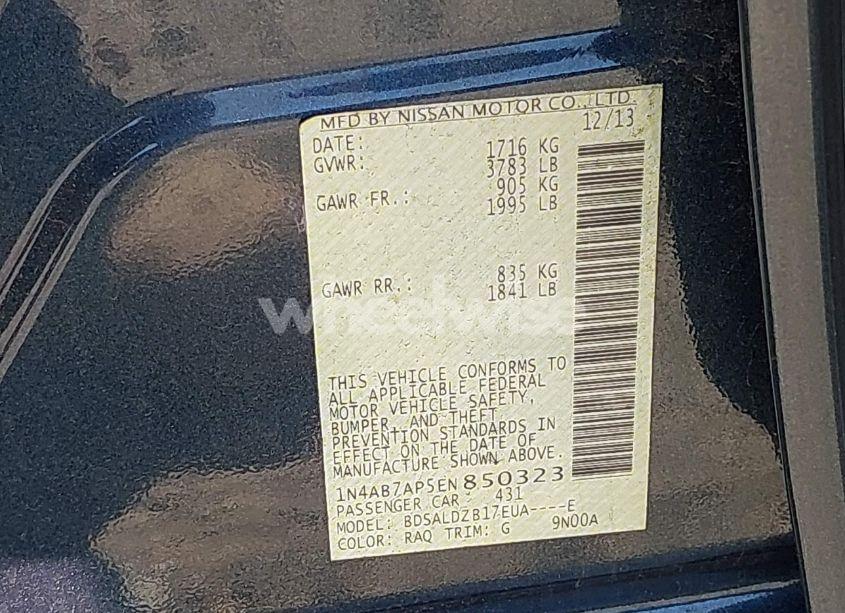 MFD BY NISSAN MOTOR CO.,LTD.
DATE: 12/13
GVWR: 1716 KG
3783 LB
GAWR FR.: 905 KG
1995 LB
GAWR RR.: 835 KG
1841 LB
wheelwise
THIS VEHICLE CONFORMS TO
ALL APPLICABLE FEDERAL
MOTOR VEHICLE SAFETY,
BUMPER, AND THEFT
PREVENTION STANDARDS IN
EFFECT ON THE DATE OF
MANUFACTURE SHOWN ABOVE.
1N4AB7AP5EN850323
PASSENGER CAR 431
MODEL: BDSALDZB17EUA----E
COLOR: RAQ TRIM: G 9N00A